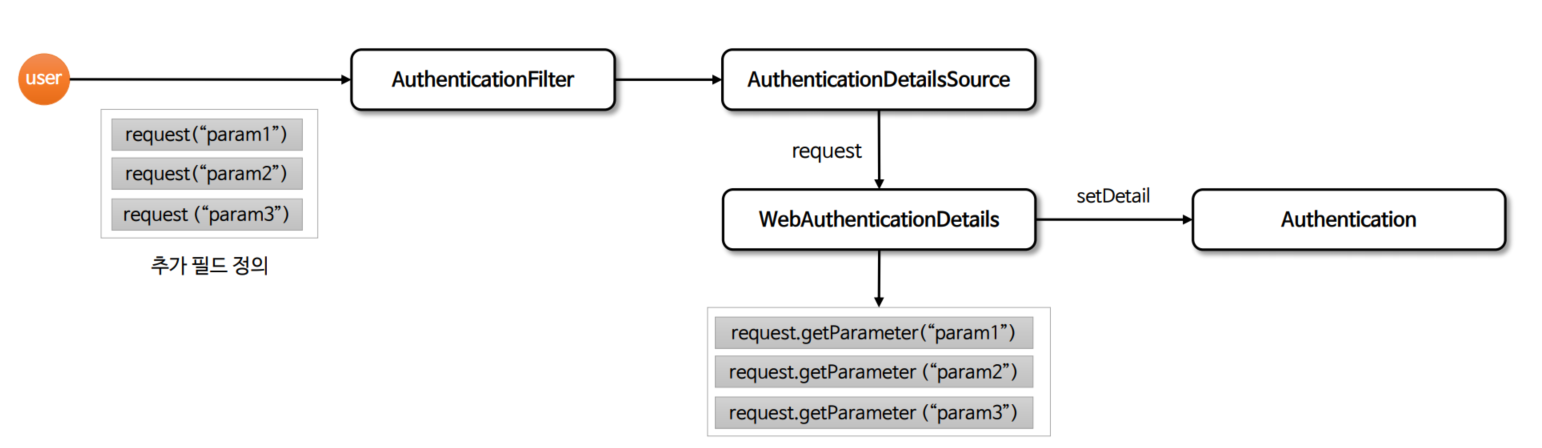 user
AuthenticationFilter
AuthenticationDetailsSource
request(“param1”)
request(“param2”)
request (“param3”)
추가 필드 정의
request
WebAuthenticationDetails
setDetail
Authentication
request.getParameter(“param1”)
request.getParameter (“param2”)
request.getParameter (“param3”)